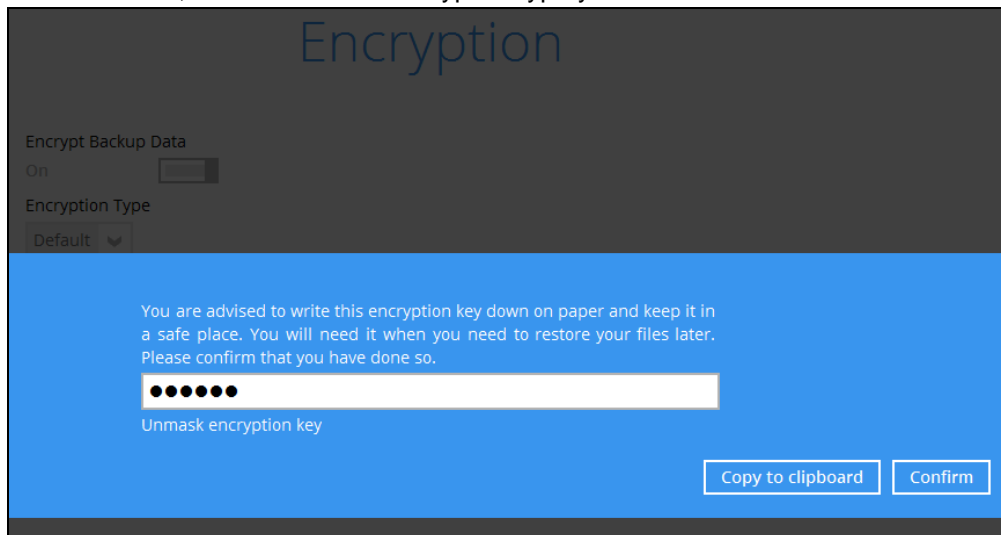 Encryption
Encrypt Backup Data
On
Encryption Type
Default
You are advised to write this encryption key down on paper and keep it in
a safe place. You will need it when you need to restore your files later.
Please confirm that you have done so.
●●●●●●
Unmask encryption key
Copy to clipboard Confirm